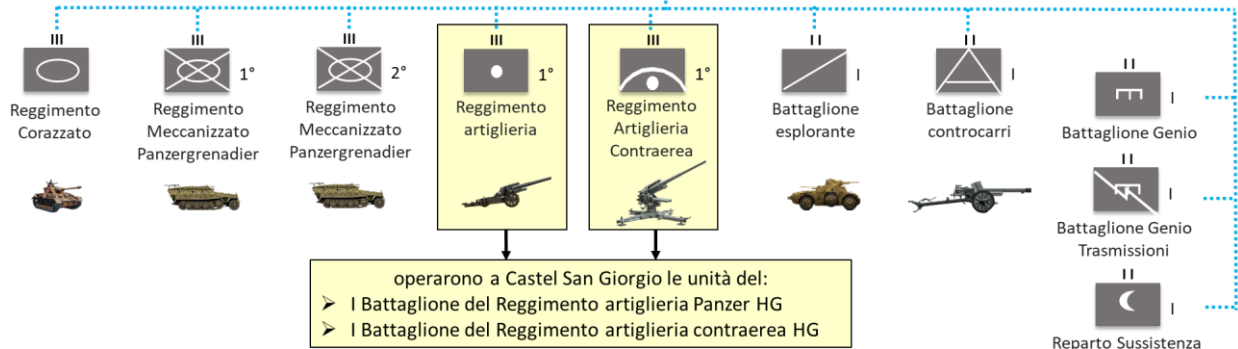 III
Reggimento
Corazzato
III
1°
Reggimento
Meccanizzato
Panzergrenadier
III
2°
Reggimento
Meccanizzato
Panzergrenadier
III
1°
Reggimento
artiglieria
III
1°
Reggimento
Artiglieria
Contraerea
II
I
Battaglione
esplorante
II
I
Battaglione
controcarri
II
I
Battaglione Genio
II
I
Battaglione Genio
Trasmissioni
II
I
Reparto Sussistenza
operarono a Castel San Giorgio le unità del:
➢ I Battaglione del Reggimento artiglieria Panzer HG
➢ I Battaglione del Reggimento artiglieria contraerea HG